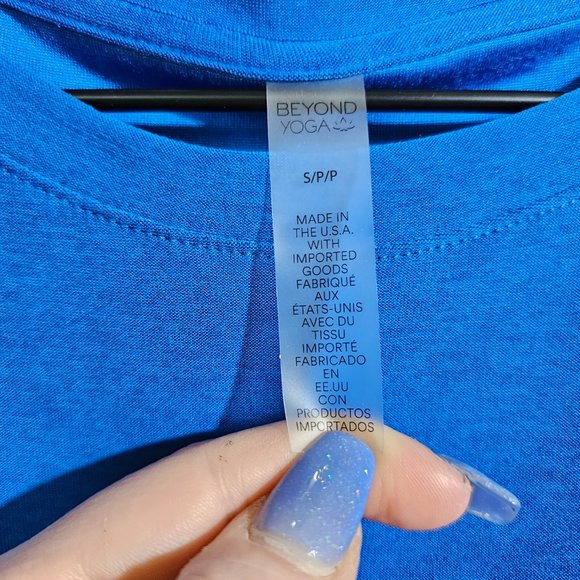 BEYOND
YOGA
S/P/P
MADE IN
THE U.S.A.
WITH
IMPORTED
GOODS
FABRIQUÉ
AUX
ÉTATS-UNIS
AVEC DU
TISSU
IMPORTÉ
FABRICADO
EN
EE.UU
CON
PRODUCTOS
IMPORTADOS